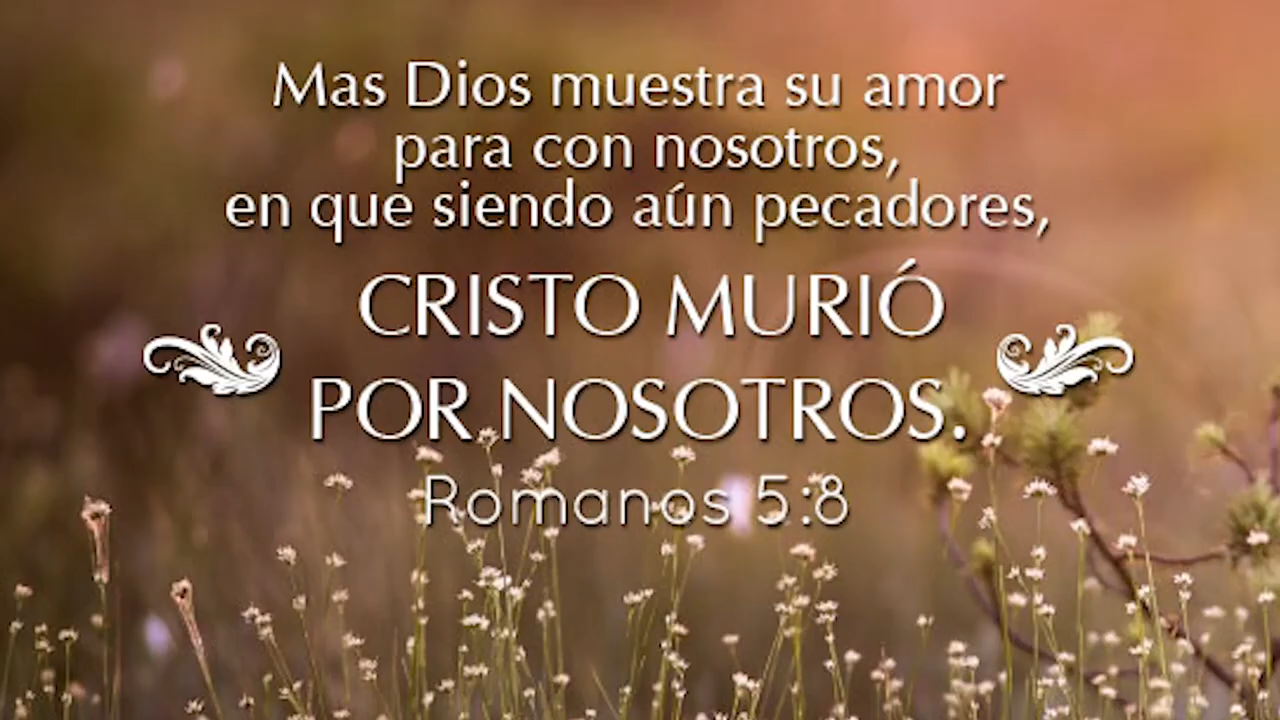 Mas Dios muestra su amor
para con nosotros,
en que siendo aún pecadores,
CRISTO MURIÓ
POR NOSOTROS.
Romanos 5:8